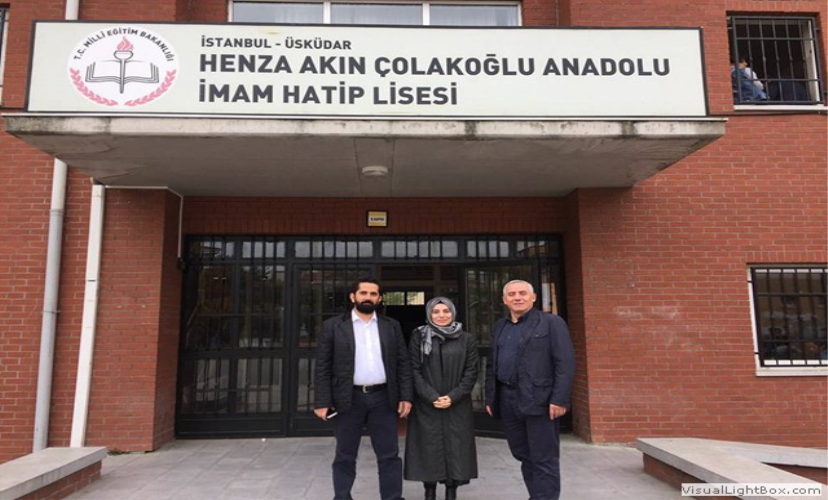 T.C. MİLLİ EĞİTİM BAKANLIĞI
İSTANBUL - ÜSKÜDAR
HENZA AKIN ÇOLAKOĞLU ANADOLU
İMAM HATİP LİSESİ
VisualLightBox.com